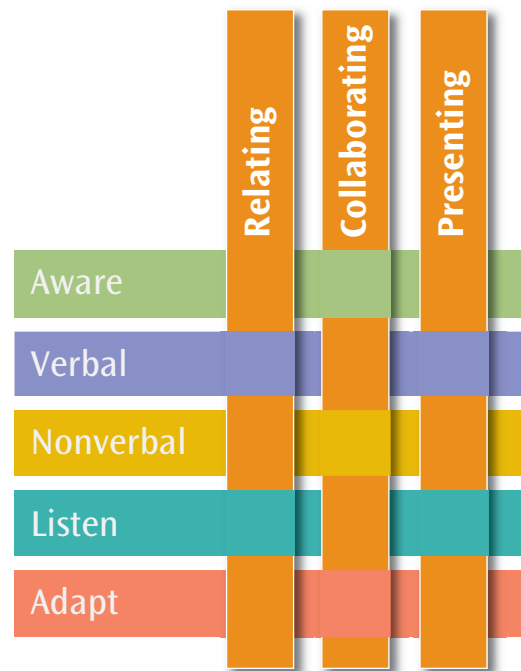 Relating
Collaborating
Presenting
Aware
Verbal
Nonverbal
Listen
Adapt